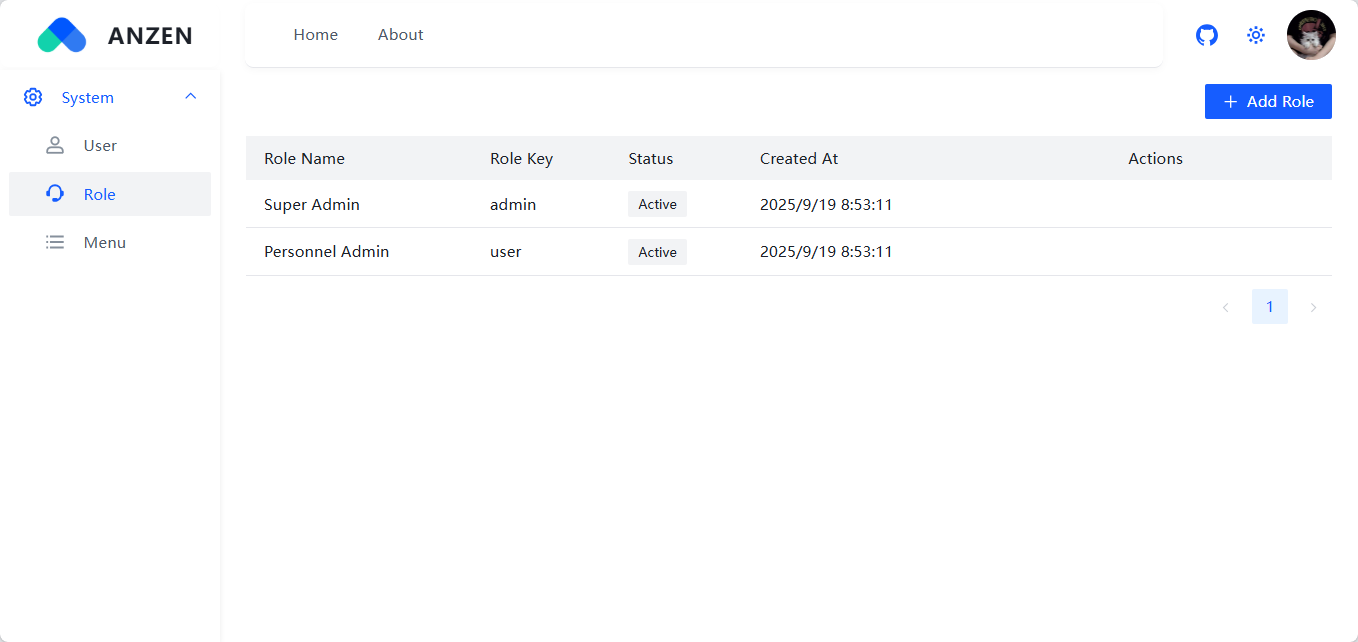 ANZEN
Home About
System
User
Role
Menu
+ Add Role
Role Name Role Key Status Created At Actions
Super Admin admin Active 2025/9/19 8:53:11
Personnel Admin user Active 2025/9/19 8:53:11
1